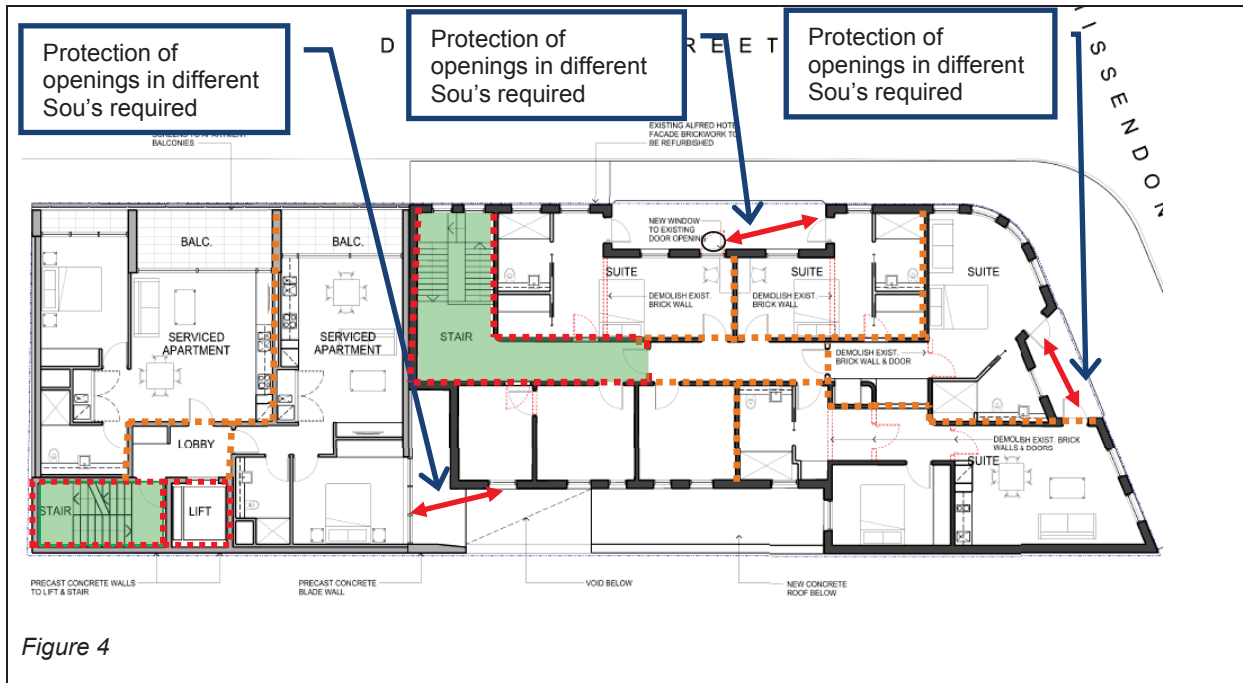 Protection of
openings in different
Sou's required
Protection of
openings in different
Sou's required
Protection of
openings in different
Sou's required
D
REET
ISSENDON
BALCONIES
EXISTING ALFRED HOTEL
FACADE BRICKWORK TO
BE REFURBISHED
NEW WINDOW
TO EXISTING
DOOR OPENING
BALC.
BALC.
SUITE
SUITE
SUITE
DEMOLISH EXIST.
BRICK WALL
DEMOLISH EXIST.
BRICK WALL
STAIR
SERVICED
APARTMENT
SERVICED
APARTMENT
DEMOLISH EXIST.
BRICK WALL & DOOR
LOBBY
DEMOLISH EXIST. BRICK
WALLS & DOORS
SUITE
STAIR
LIFT
PRECAST CONCRETE WALLS
TO LIFT & STAIR
PRECAST CONCRETE
BLADE WALL
VOID BELOW
NEW CONCRETE
ROOF BELOW
Figure 4